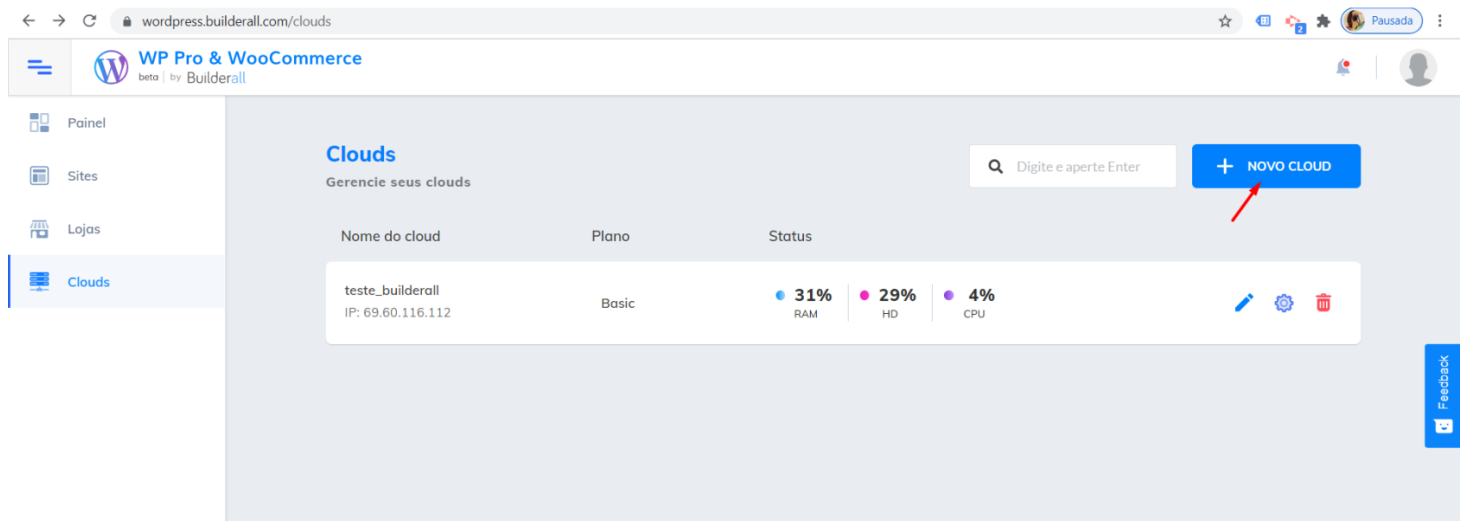 wordpress.builderall.com/clouds
2
Pausada
WP Pro & WooCommerce
beta | by Builderall
Painel
Sites
Lojas
Clouds
Clouds
Gerencie seus clouds
Digite e aperte Enter
+ NOVO CLOUD
Nome do cloud Plano Status
teste_builderall
IP: 69.60.116.112
Basic
31% 29% 4%
RAM HD CPU
Feedback